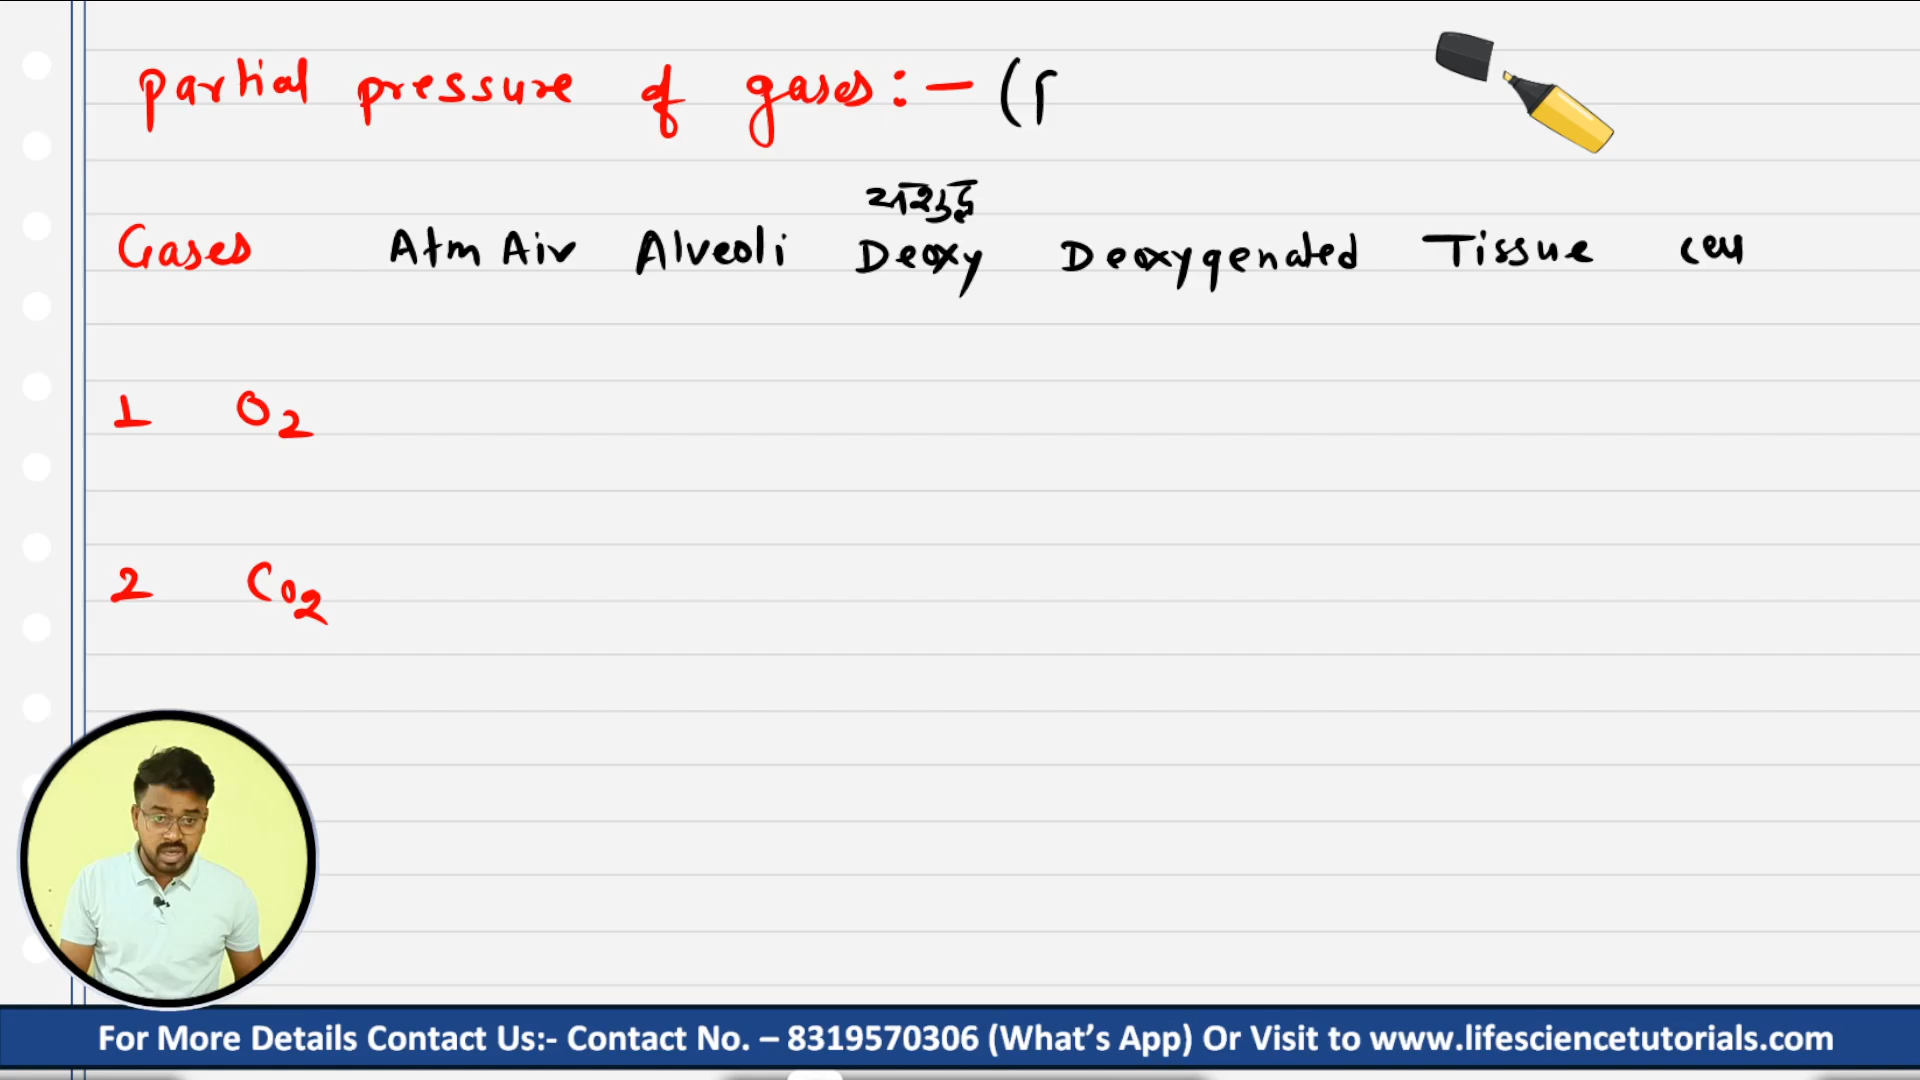 partial pressure of gases:- (p
Gases Atm Air Alveoli Deoxy Deoxygenated Tissue cell
1 O2
2 CO2
For More Details Contact Us:- Contact No. – 8319570306 (What's App) Or Visit to www.lifesciencetutorials.com